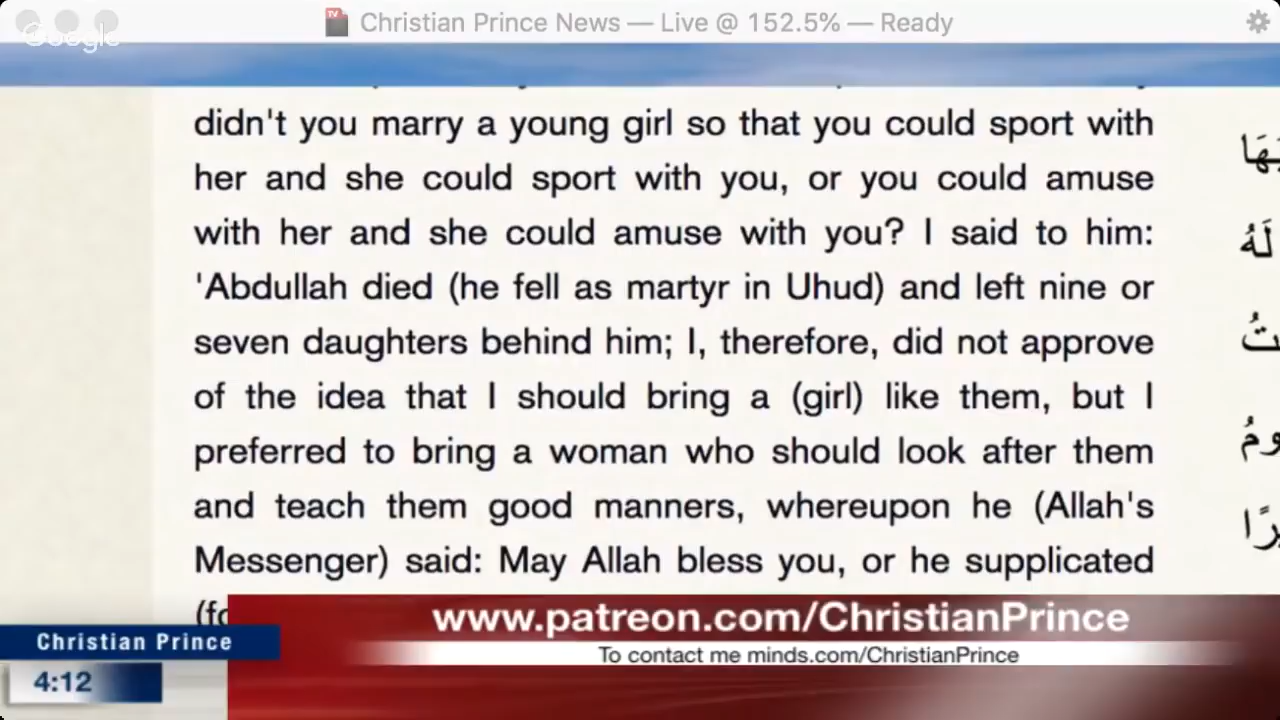 Christian Prince News — Live @ 152.5% — Ready
Google
didn't you marry a young girl so that you could sport with
her and she could sport with you, or you could amuse
with her and she could amuse with you? I said to him:
'Abdullah died (he fell as martyr in Uhud) and left nine or
seven daughters behind him; I, therefore, did not approve
of the idea that I should bring a (girl) like them, but I
preferred to bring a woman who should look after them
and teach them good manners, whereupon he (Allah's
Messenger) said: May Allah bless you, or he supplicated
لَهُ
www.patreon.com/ChristianPrince
To contact me minds.com/ChristianPrince
Christian Prince
4:12